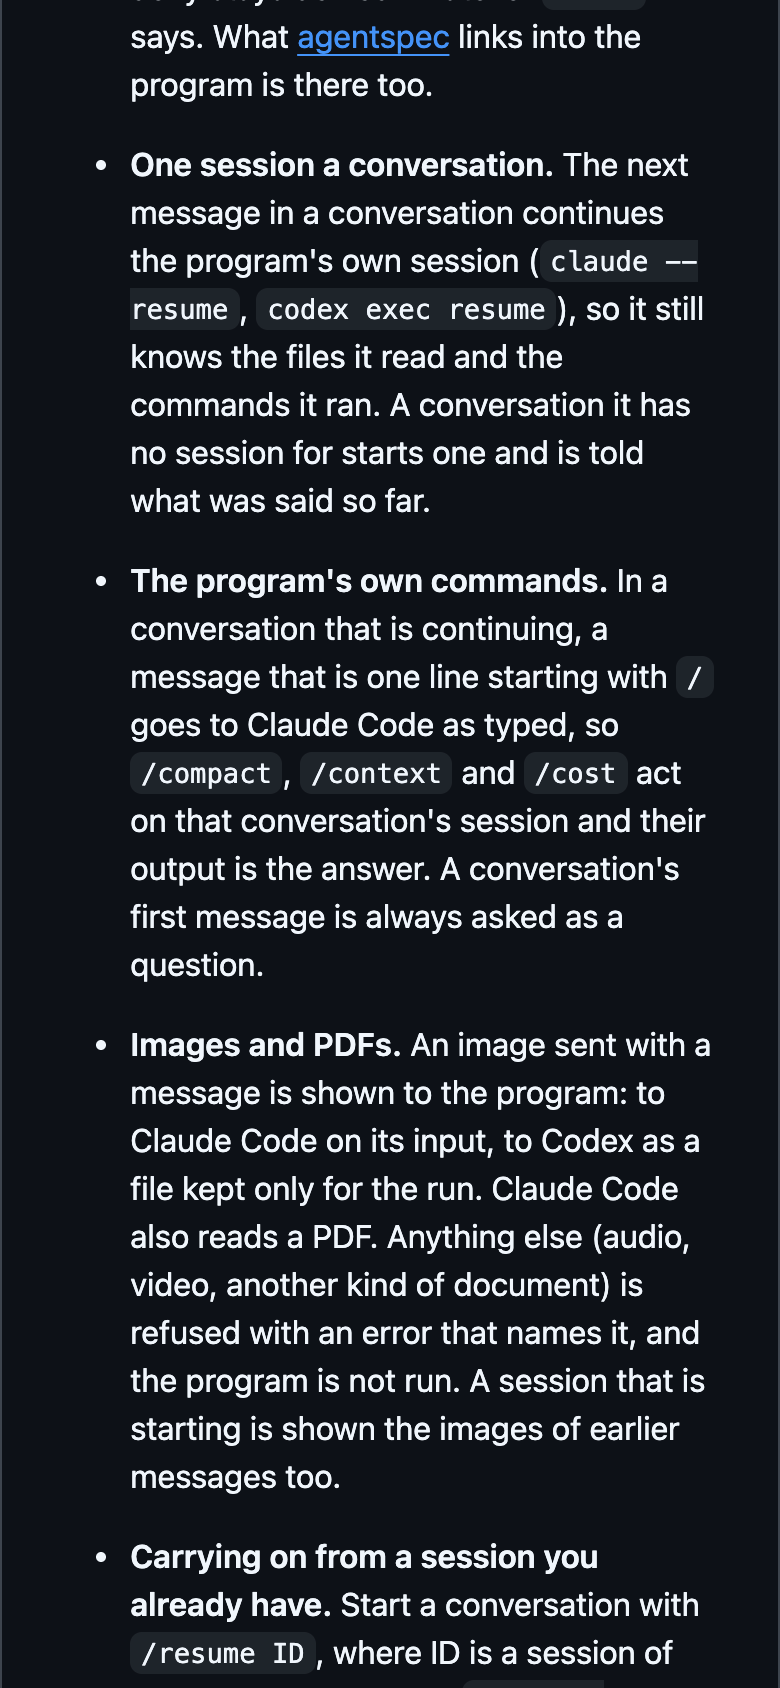 says. What agentspec links into the
program is there too.
• One session a conversation. The next
message in a conversation continues
the program's own session ( claude --
resume , codex exec resume ), so it still
knows the files it read and the
commands it ran. A conversation it has
no session for starts one and is told
what was said so far.
• The program's own commands. In a
conversation that is continuing, a
message that is one line starting with /
goes to Claude Code as typed, so
/compact , /context and /cost act
on that conversation's session and their
output is the answer. A conversation's
first message is always asked as a
question.
• Images and PDFs. An image sent with a
message is shown to the program: to
Claude Code on its input, to Codex as a
file kept only for the run. Claude Code
also reads a PDF. Anything else (audio,
video, another kind of document) is
refused with an error that names it, and
the program is not run. A session that is
starting is shown the images of earlier
messages too.
• Carrying on from a session you
already have. Start a conversation with
/resume ID , where ID is a session of